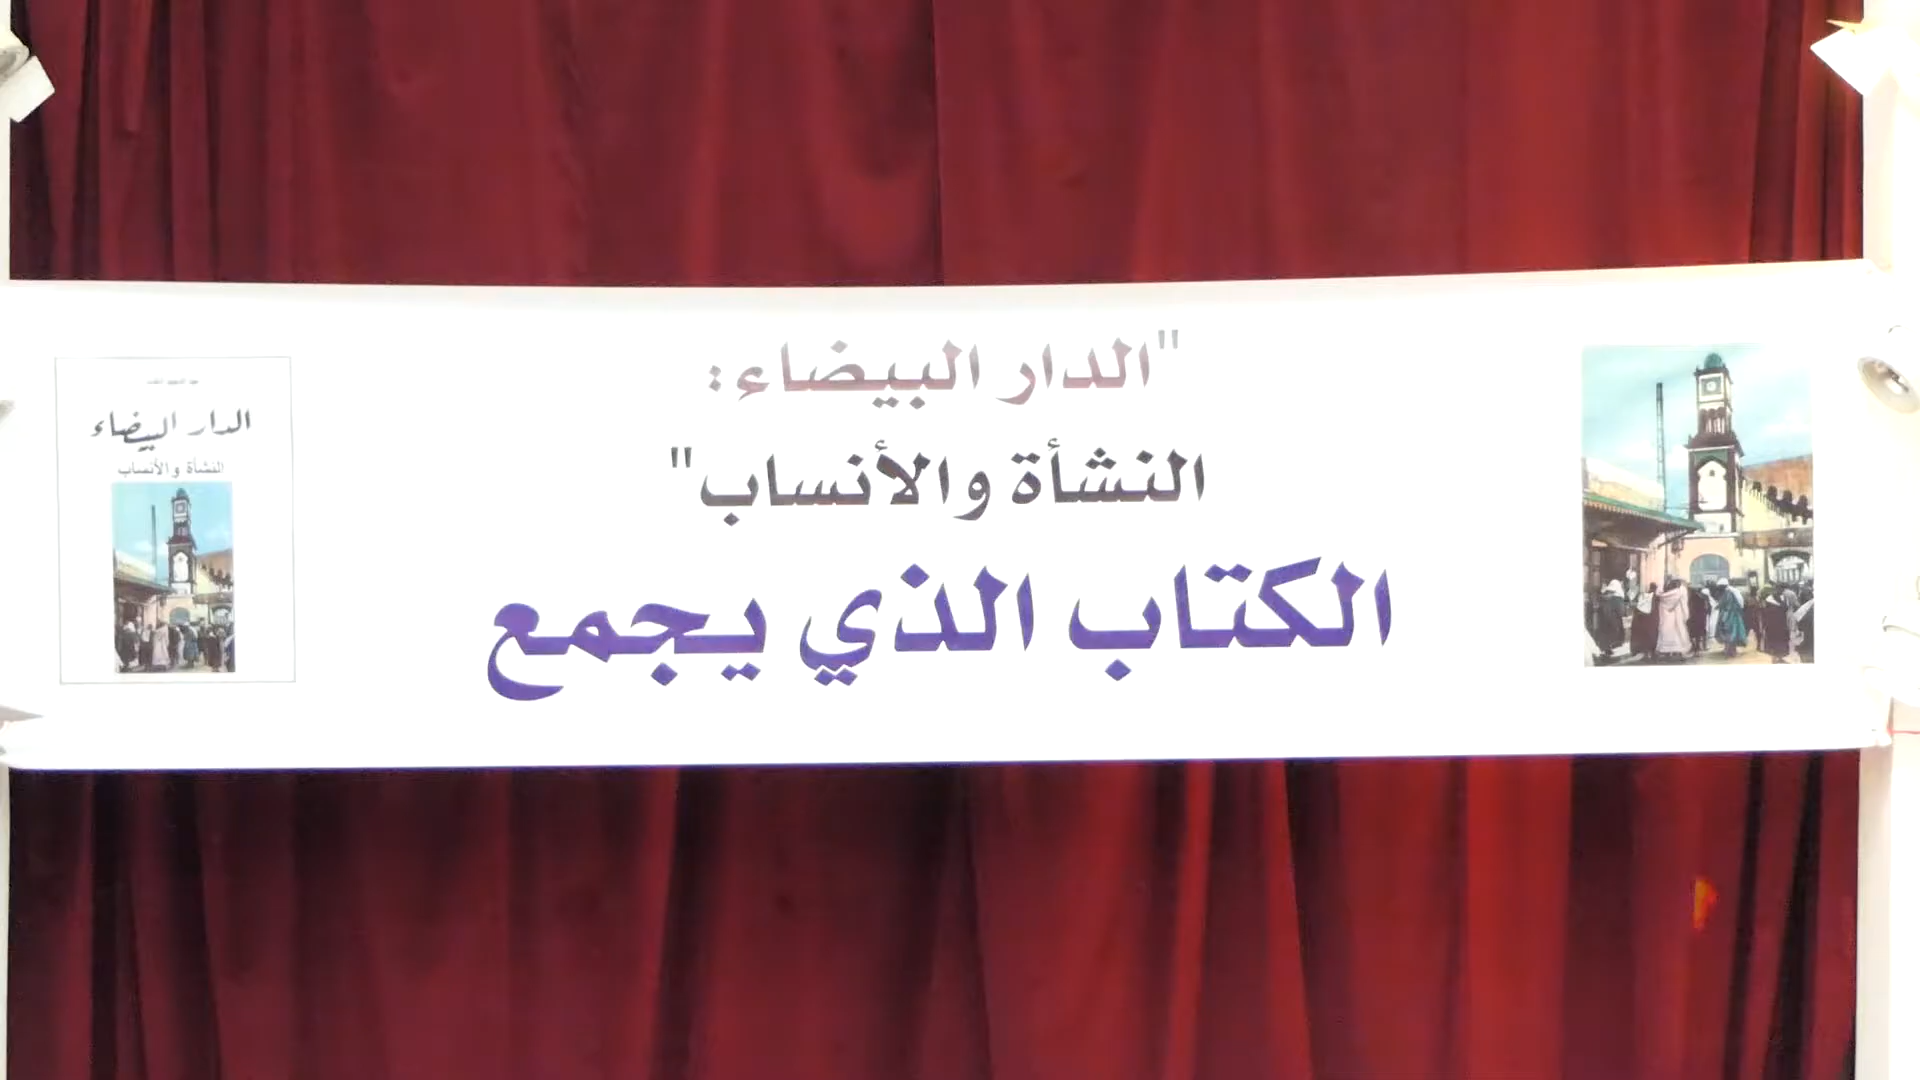 "الدار البيضاء:
النشأة والأنساب"
الكتاب الذي يجمع
الدار البيضاء
النشأة والأنساب